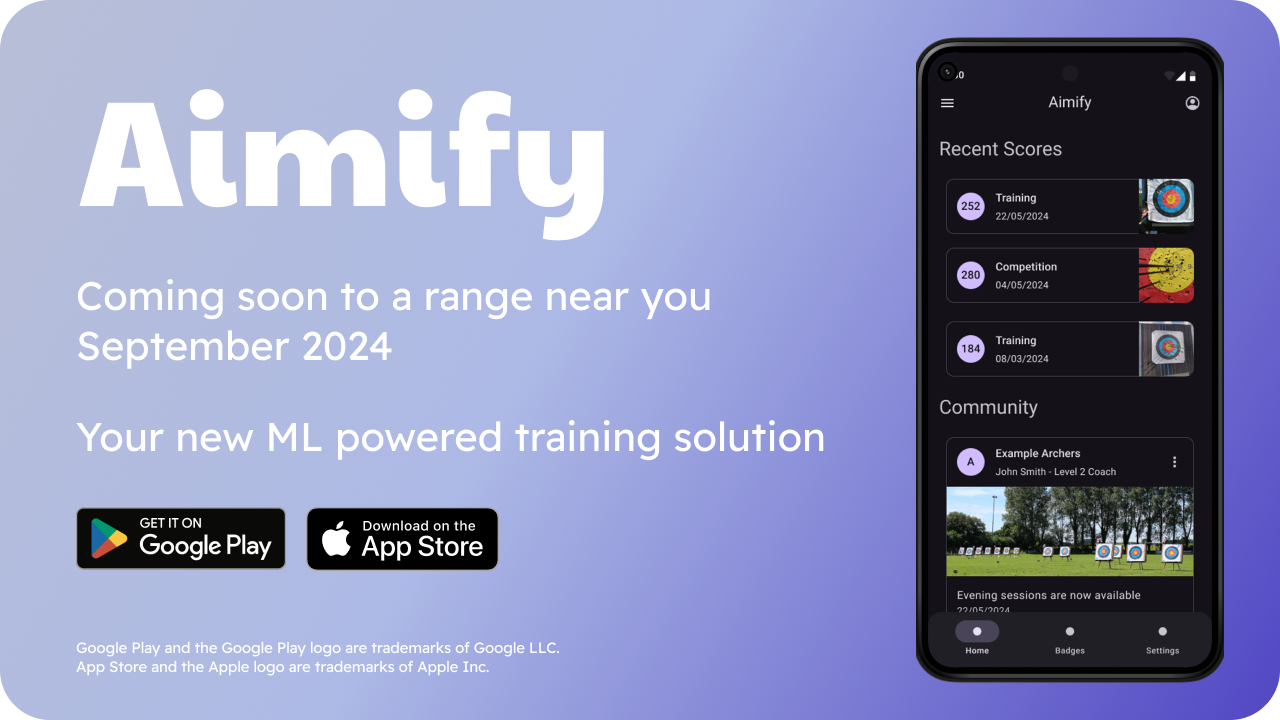 Aimify
Coming soon to a range near you
September 2024
Your new ML powered training solution
GET IT ON
Google Play
Download on the
App Store
Google Play and the Google Play logo are trademarks of Google LLC.
App Store and the Apple logo are trademarks of Apple Inc.
Aimify
Recent Scores
252
Training
22/05/2024
280
Competition
04/05/2024
184
Training
08/03/2024
Community
A
Example Archers
John Smith - Level 2 Coach
Evening sessions are now available
22/05/2024
Home
Badges
Settings